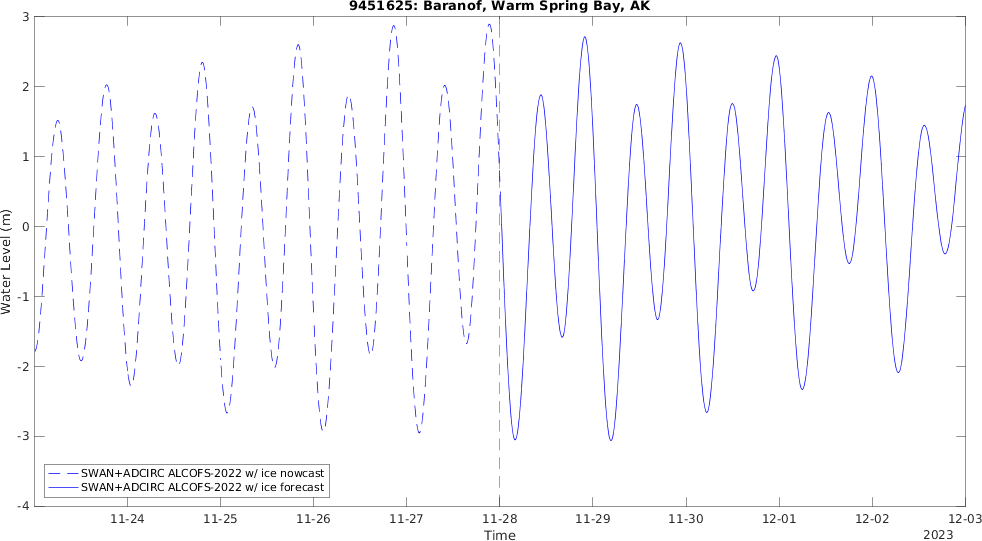 9451625: Baranof, Warm Spring Bay, AK
Water Level (m)
3
2
1
0
-1
-2
-3
-4
SWAN+ADCIRC ALCOFS-2022 w/ ice nowcast
SWAN+ADCIRC ALCOFS-2022 w/ ice forecast
11-24 11-25 11-26 11-27 11-28 11-29 11-30 12-01 12-02 12-03
Time
2023